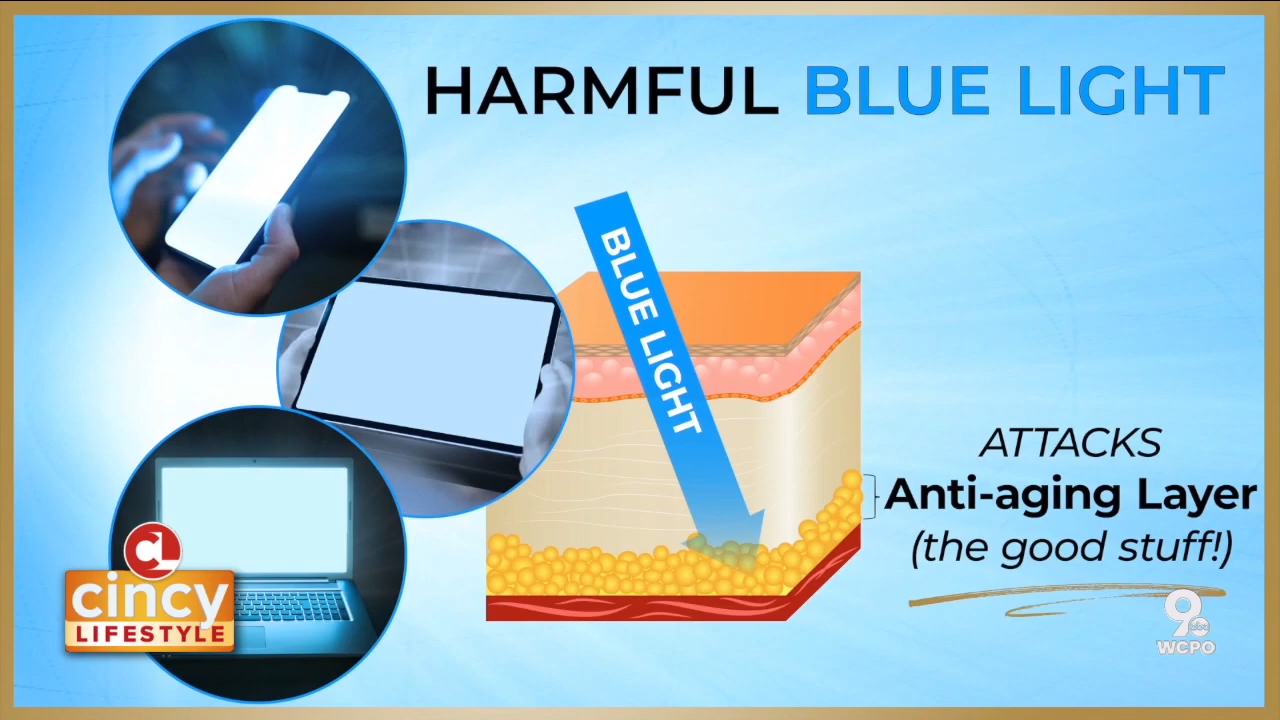 HARMFUL BLUE LIGHT
BLUE LIGHT
ATTACKS
Anti-aging Layer
(the good stuff!)
CL
cincy
LIFESTYLE
9
abc
WCPO